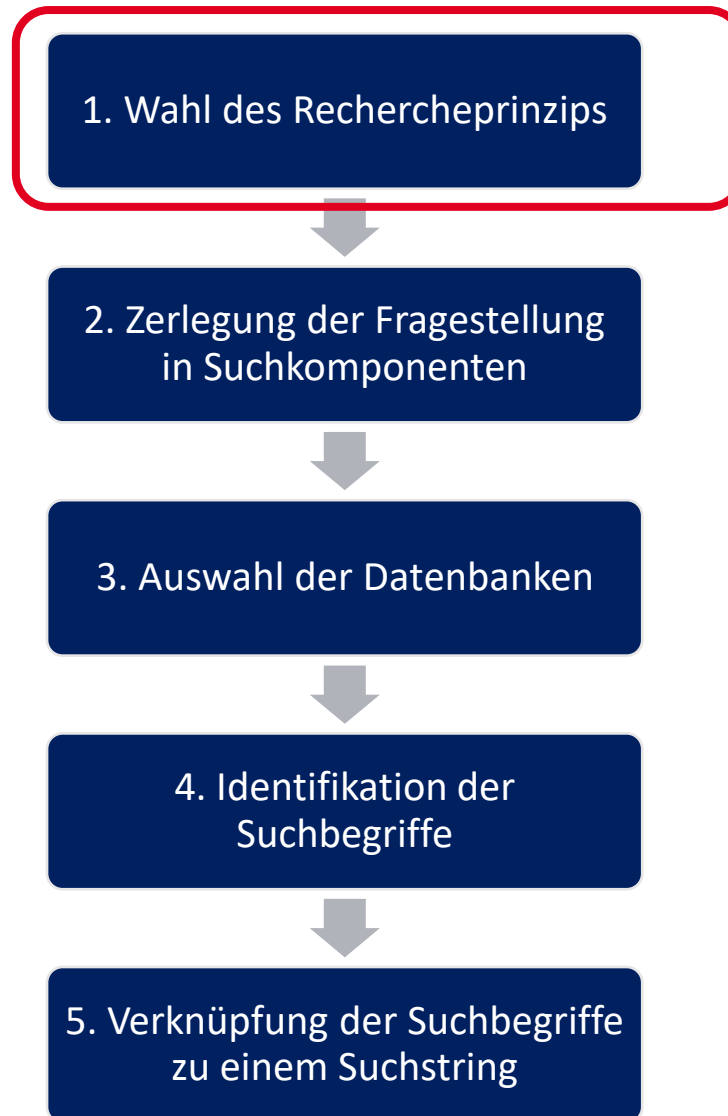 1. Wahl des Rechercheprinzips
2. Zerlegung der Fragestellung
in Suchkomponenten
3. Auswahl der Datenbanken
4. Identifikation der
Suchbegriffe
5. Verknüpfung der Suchbegriffe
zu einem Suchstring